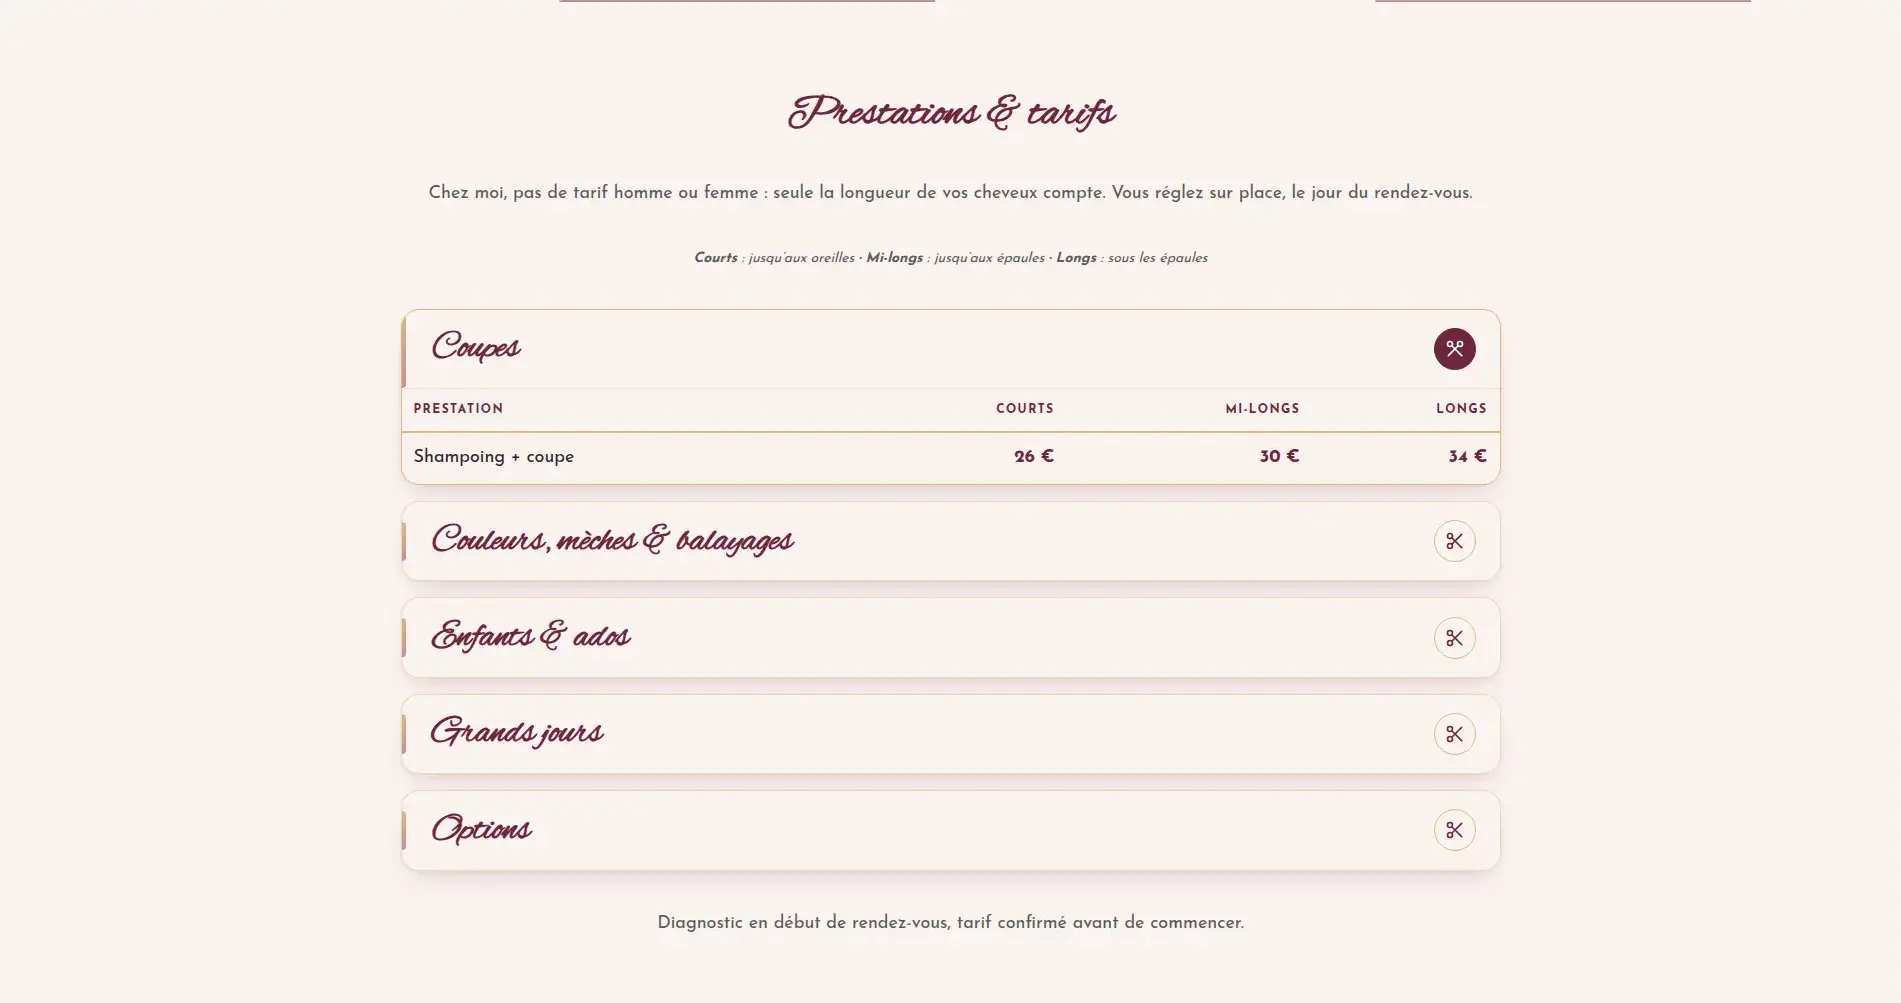 Prestations & tarifs
Chez moi, pas de tarif homme ou femme : seule la longueur de vos cheveux compte. Vous réglez sur place, le jour du rendez-vous.
Courts : jusqu'aux oreilles · Mi-longs : jusqu'aux épaules · Longs : sous les épaules
Coupes
PRESTATION COURTS MI-LONGS LONGS
Shampoing + coupe 26 € 30 € 34 €
Couleurs, mèches & balayages
Enfants & ados
Grands jours
Options
Diagnostic en début de rendez-vous, tarif confirmé avant de commencer.